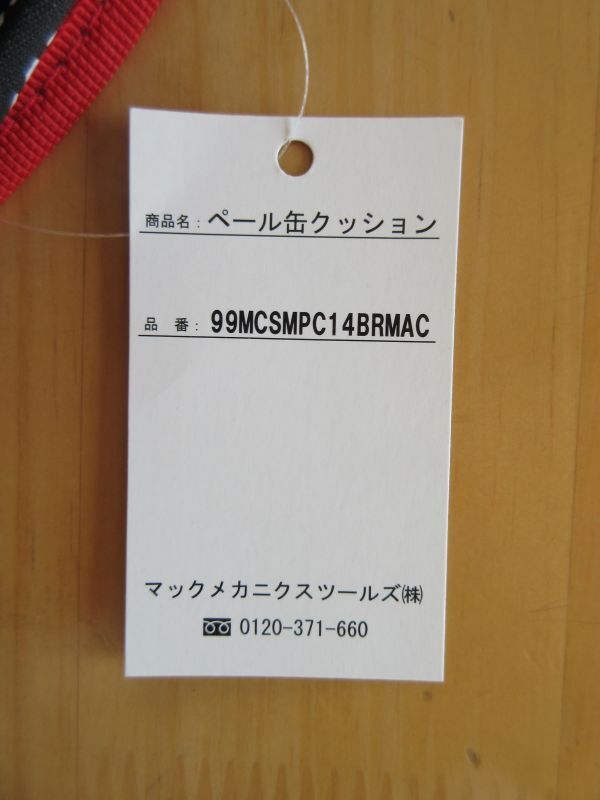 商品名：ペール缶クッション
品　番：99MCSMPC14BRMAC
マックメカニクスツールズ㈱
0120-371-660